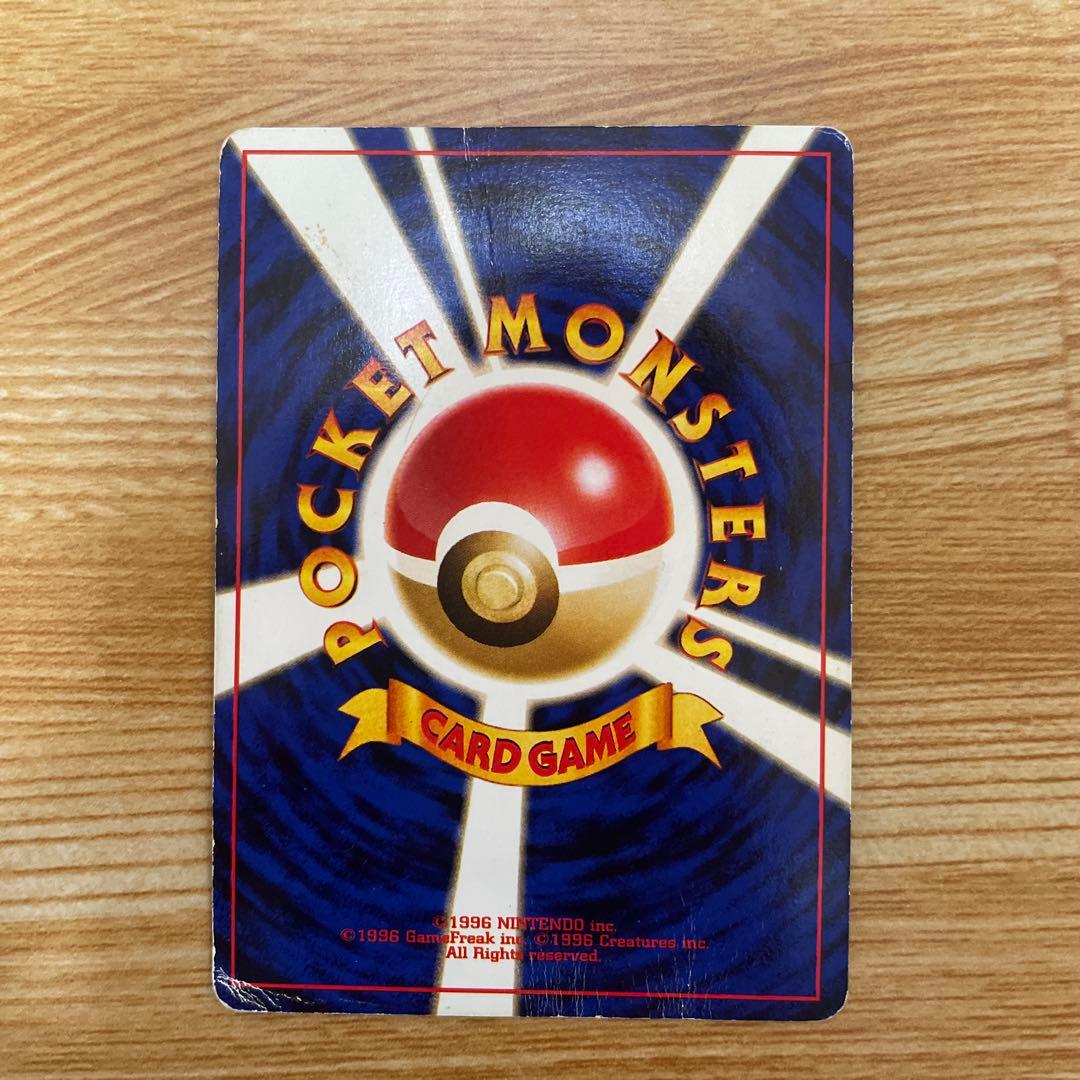 POCKET MONSTERS
CARD GAME
©1996 NINTENDO inc.
©1996 GameFreak inc. ©1996 Creatures inc.
All Rights reserved.